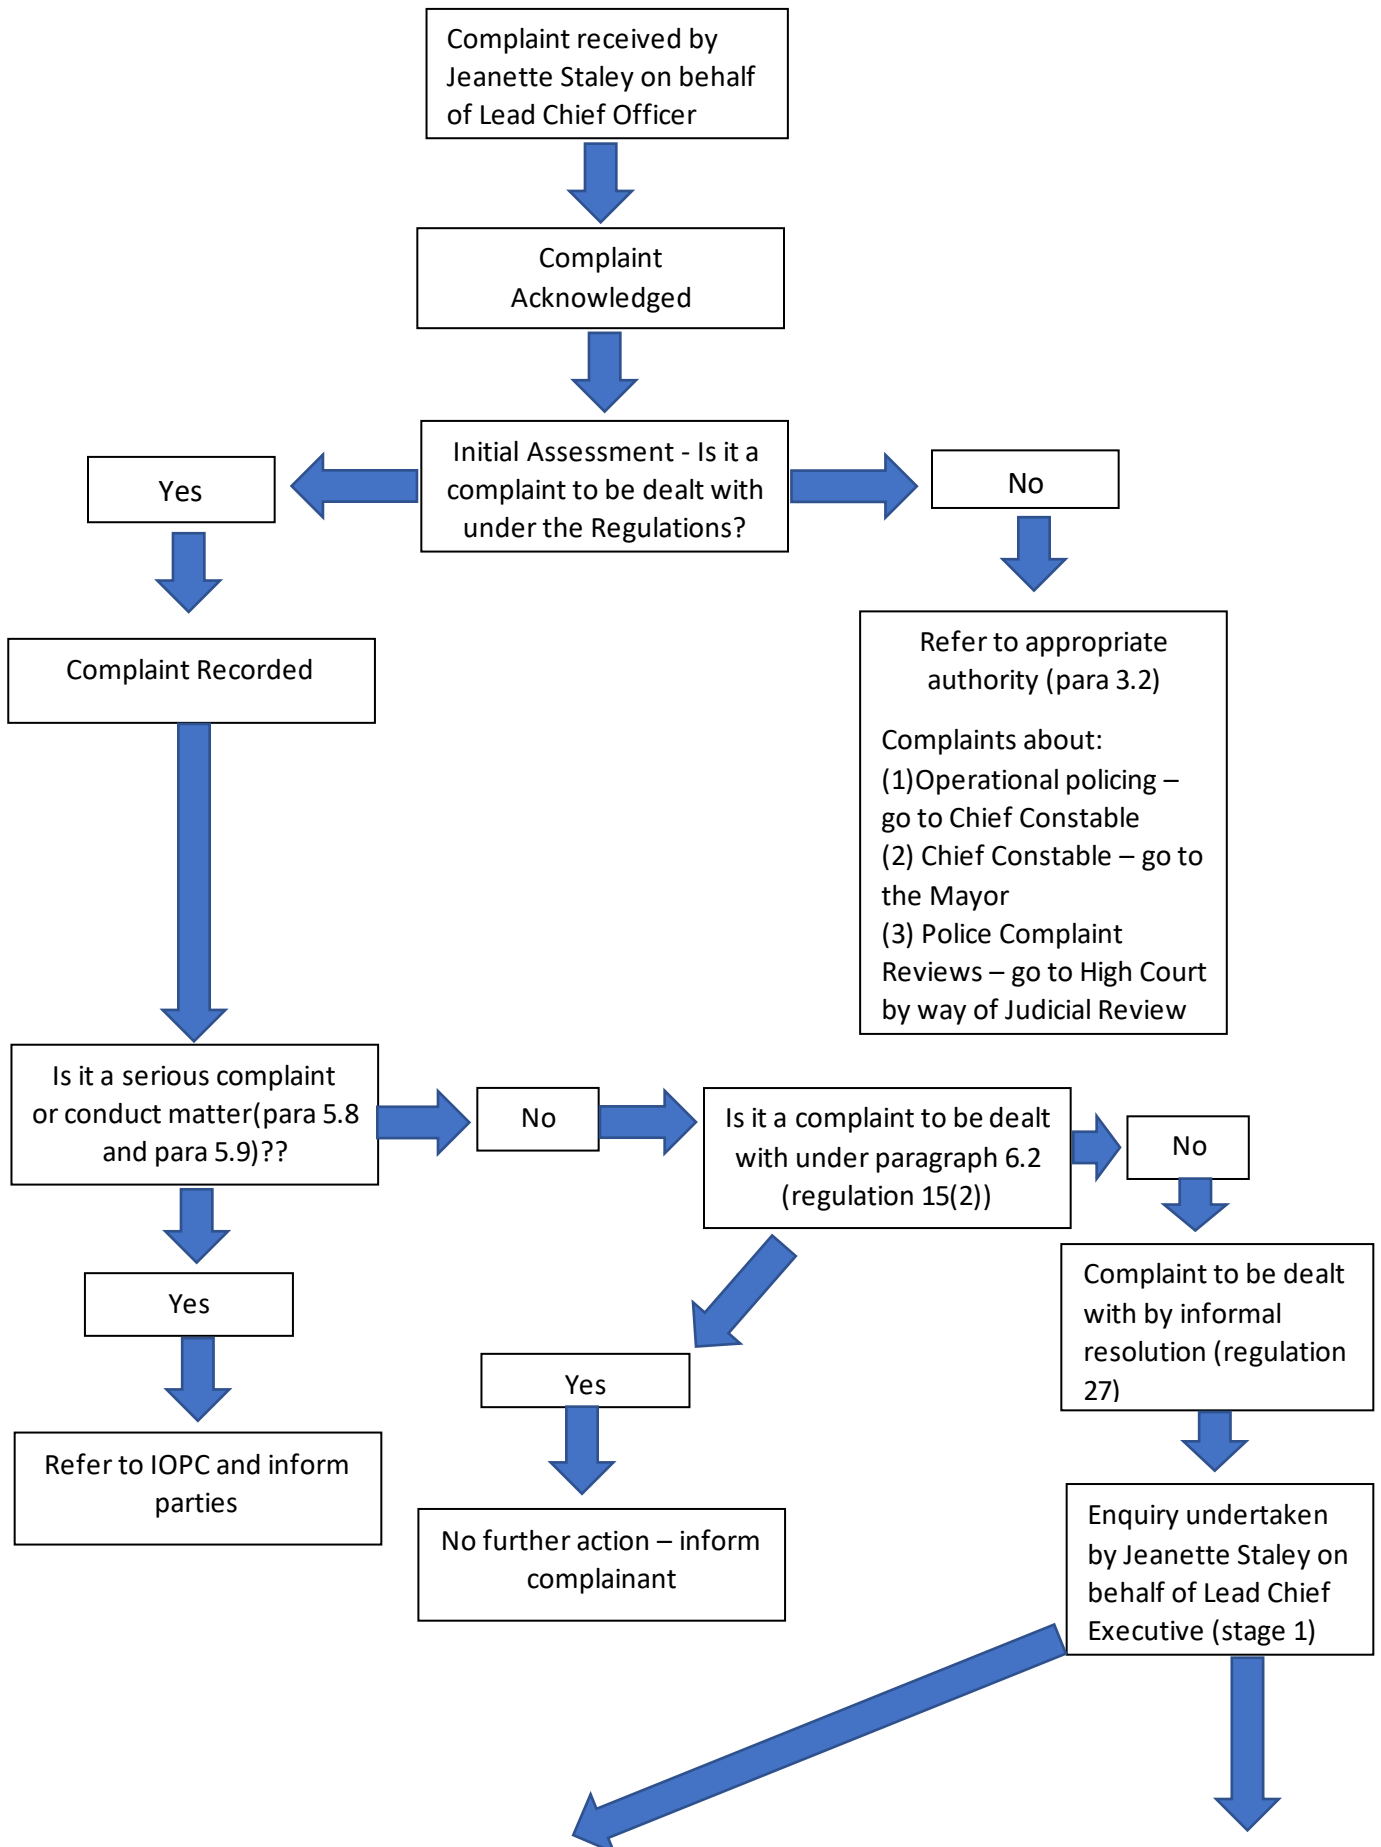 Complaint received by
Jeanette Staley on behalf
of Lead Chief Officer
Complaint
Acknowledged
Initial Assessment - Is it a
complaint to be dealt with
under the Regulations?
Yes
No
Complaint Recorded
Refer to appropriate
authority (para 3.2)
Complaints about:
(1)Operational policing –
go to Chief Constable
(2) Chief Constable – go to
the Mayor
(3) Police Complaint
Reviews – go to High Court
by way of Judicial Review
Is it a serious complaint
or conduct matter(para 5.8
and para 5.9)??
No
Is it a complaint to be dealt
with under paragraph 6.2
(regulation 15(2))
No
Yes
Complaint to be dealt
with by informal
resolution (regulation
27)
Yes
Refer to IOPC and inform
parties
No further action – inform
complainant
Enquiry undertaken
by Jeanette Staley on
behalf of Lead Chief
Executive (stage 1)